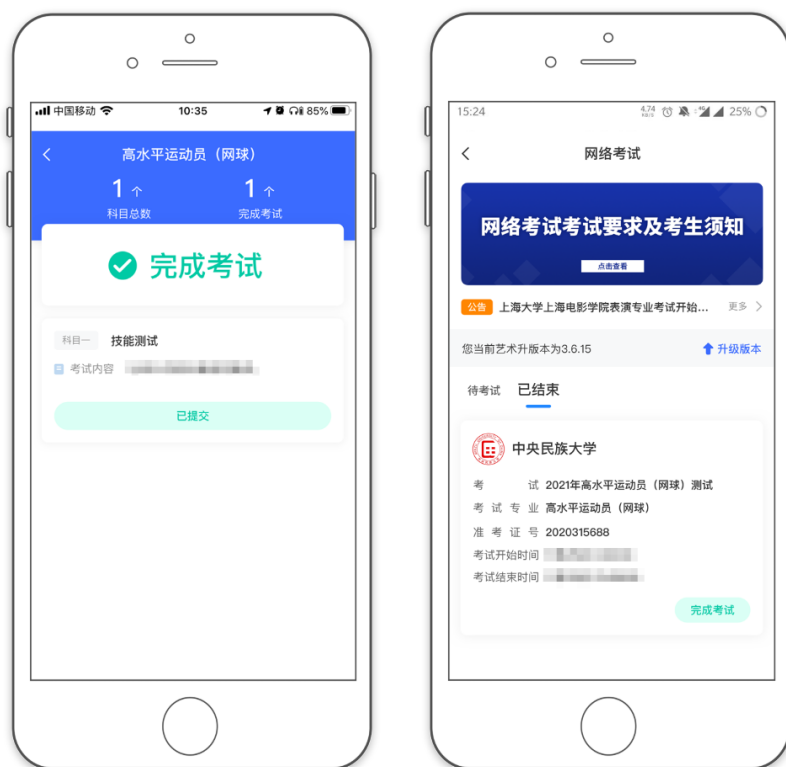 中国移动 10:35 85%
高水平运动员（网球）
1个 1个
科目总数 完成考试
完成考试
科目一 技能测试
考试内容
已提交
15:24 4.74 KB/S 4G 25%
网络考试
网络考试考试要求及考生须知
点击查看
公告 上海大学上海电影学院表演专业考试开始... 更多
您当前艺术升版本为3.6.15 升级版本
待考试 已结束
中央民族大学
考试 2021年高水平运动员（网球）测试
考试专业 高水平运动员（网球）
准考证号 2020315688
考试开始时间
考试结束时间
完成考试